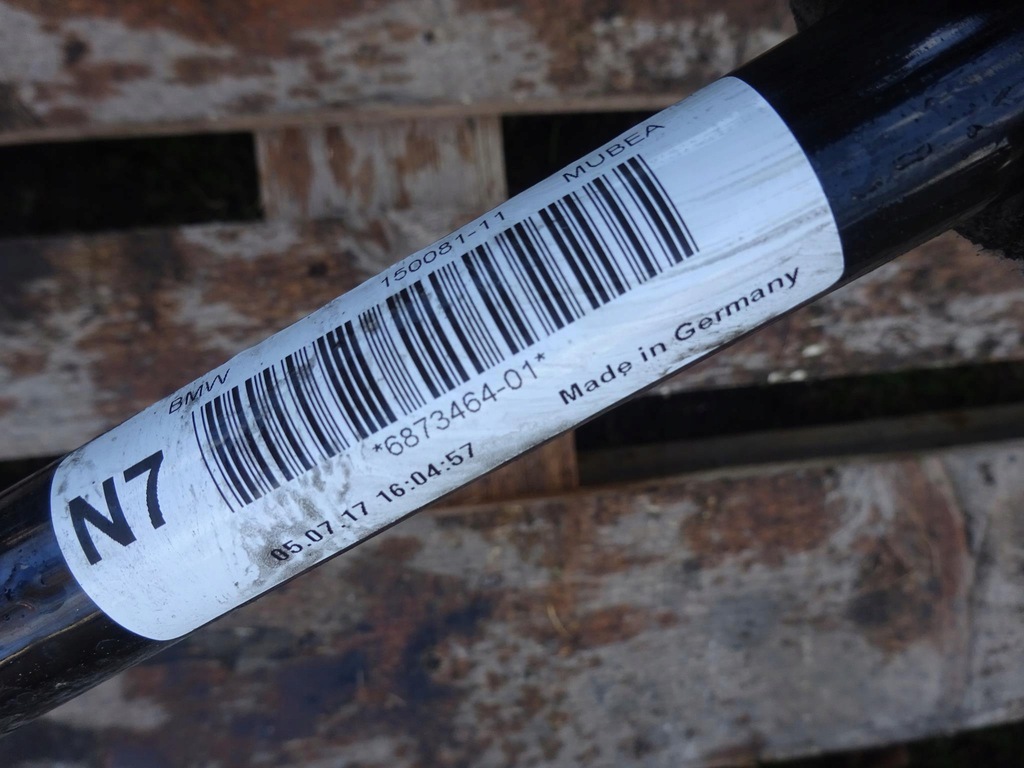 BMW 150081-11 MUBEA
N7
*6873464-01*
05.07.17 16:04:57 Made in Germany